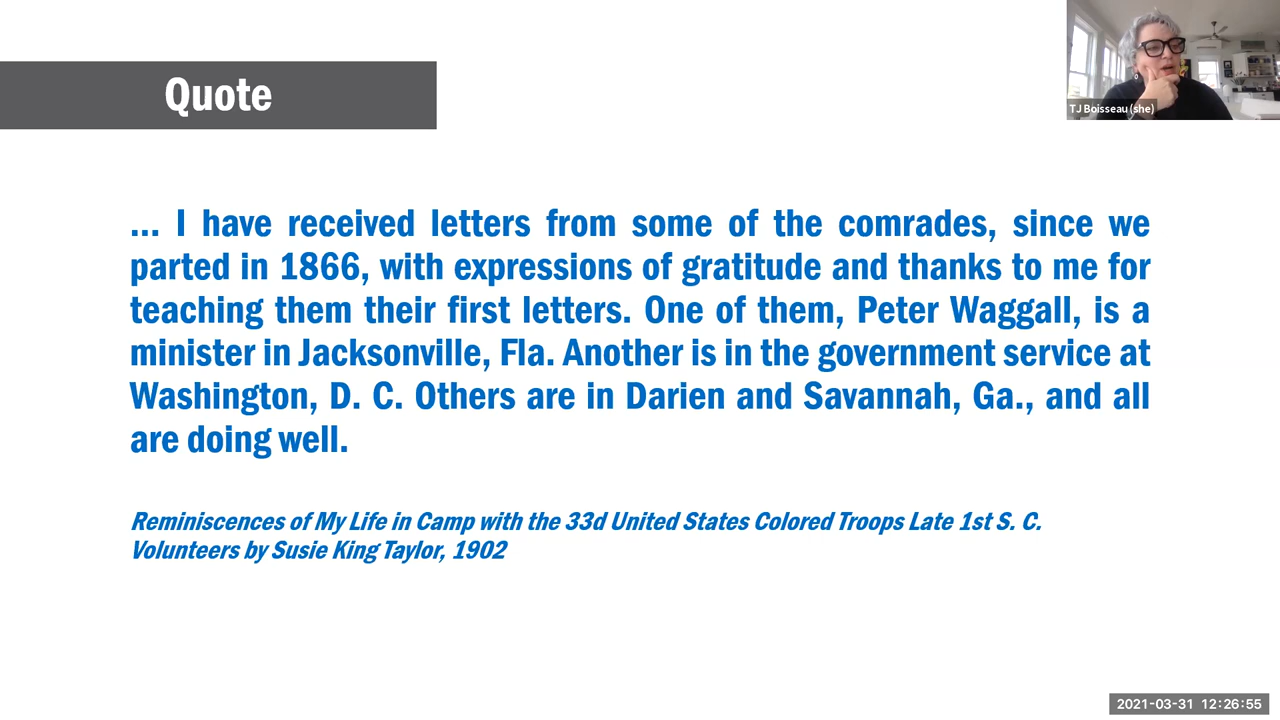 Quote
TJ Boisseau (she)
... I have received letters from some of the comrades, since we
parted in 1866, with expressions of gratitude and thanks to me for
teaching them their first letters. One of them, Peter Waggall, is a
minister in Jacksonville, Fla. Another is in the government service at
Washington, D. C. Others are in Darien and Savannah, Ga., and all
are doing well.
Reminiscences of My Life in Camp with the 33d United States Colored Troops Late 1st S. C.
Volunteers by Susie King Taylor, 1902
2021-03-31 12:26:55